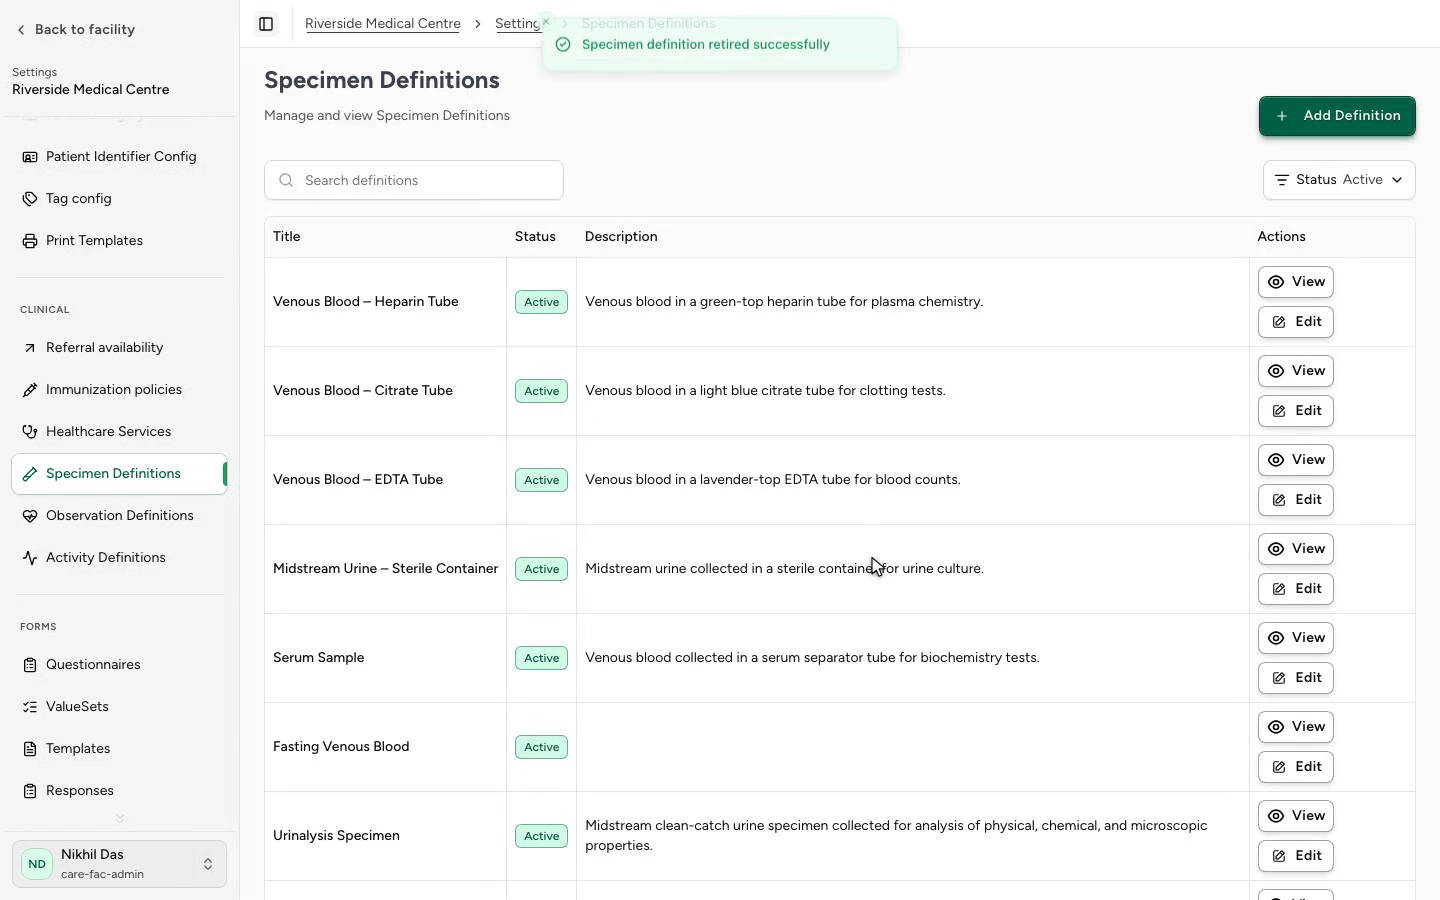 Back to facility
Settings
Riverside Medical Centre
Patient Identifier Config
Tag config
Print Templates
CLINICAL
Referral availability
Immunization policies
Healthcare Services
Specimen Definitions
Observation Definitions
Activity Definitions
FORMS
Questionnaires
ValueSets
Templates
Responses
ND
Nikhil Das
care-fac-admin
Riverside Medical Centre > Setting > Specimen Definitions
Specimen definition retired successfully
Specimen Definitions
Manage and view Specimen Definitions
+ Add Definition
Search definitions
Status Active
Title Status Description Actions
Venous Blood – Heparin Tube Active Venous blood in a green-top heparin tube for plasma chemistry. View
Edit
Venous Blood – Citrate Tube Active Venous blood in a light blue citrate tube for clotting tests. View
Edit
Venous Blood – EDTA Tube Active Venous blood in a lavender-top EDTA tube for blood counts. View
Edit
Midstream Urine – Sterile Container Active Midstream urine collected in a sterile container for urine culture. View
Edit
Serum Sample Active Venous blood collected in a serum separator tube for biochemistry tests. View
Edit
Fasting Venous Blood Active View
Edit
Urinalysis Specimen Active Midstream clean-catch urine specimen collected for analysis of physical, chemical, and microscopic
properties.
View
Edit